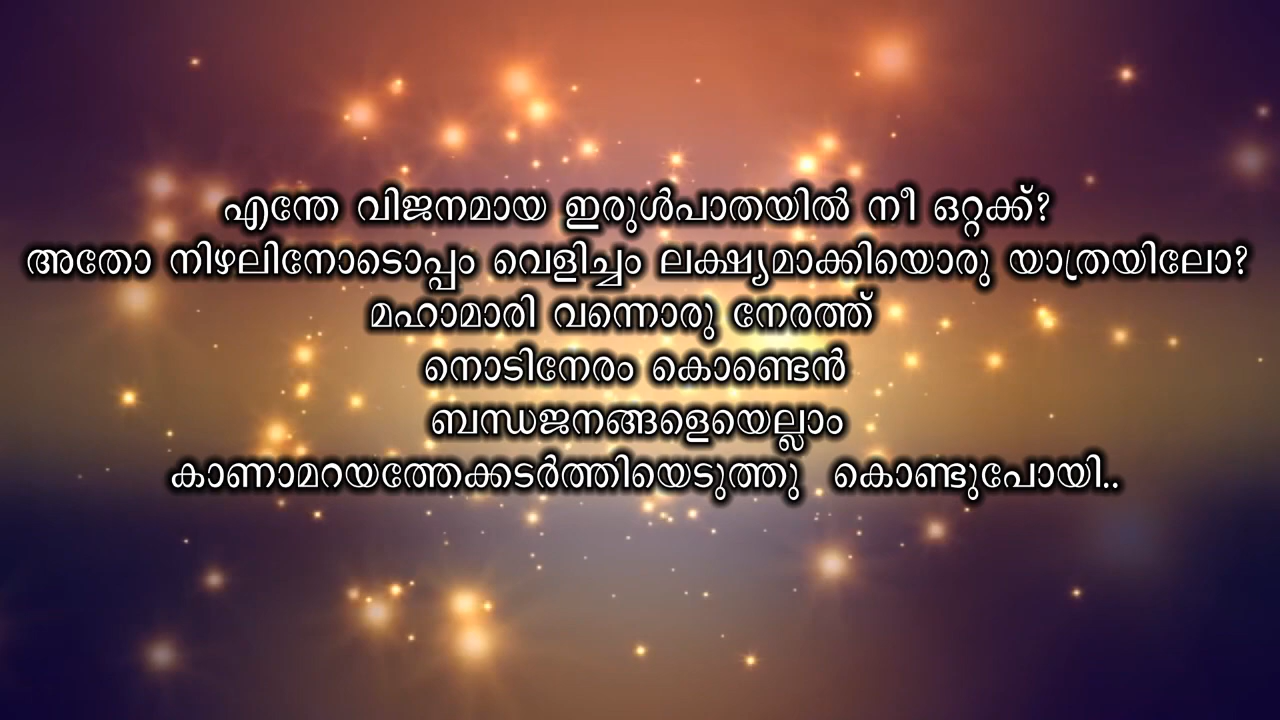 എന്തേ വിജനമായ ഇരുൾപാതയിൽ നീ ഒറ്റക്ക്?
അതോ നിഴലിനോടൊപ്പം വെളിച്ചം ലക്ഷ്യമാക്കിയൊരു യാത്രയിലോ?
മഹാമാരി വന്നൊരു നേരത്ത്
നൊടിനേരം കൊണ്ടെൻ
ബന്ധജനങ്ങളെയെല്ലാം
കാണാമറയത്തേക്കടർത്തിയെടുത്തു  കൊണ്ടുപോയി..